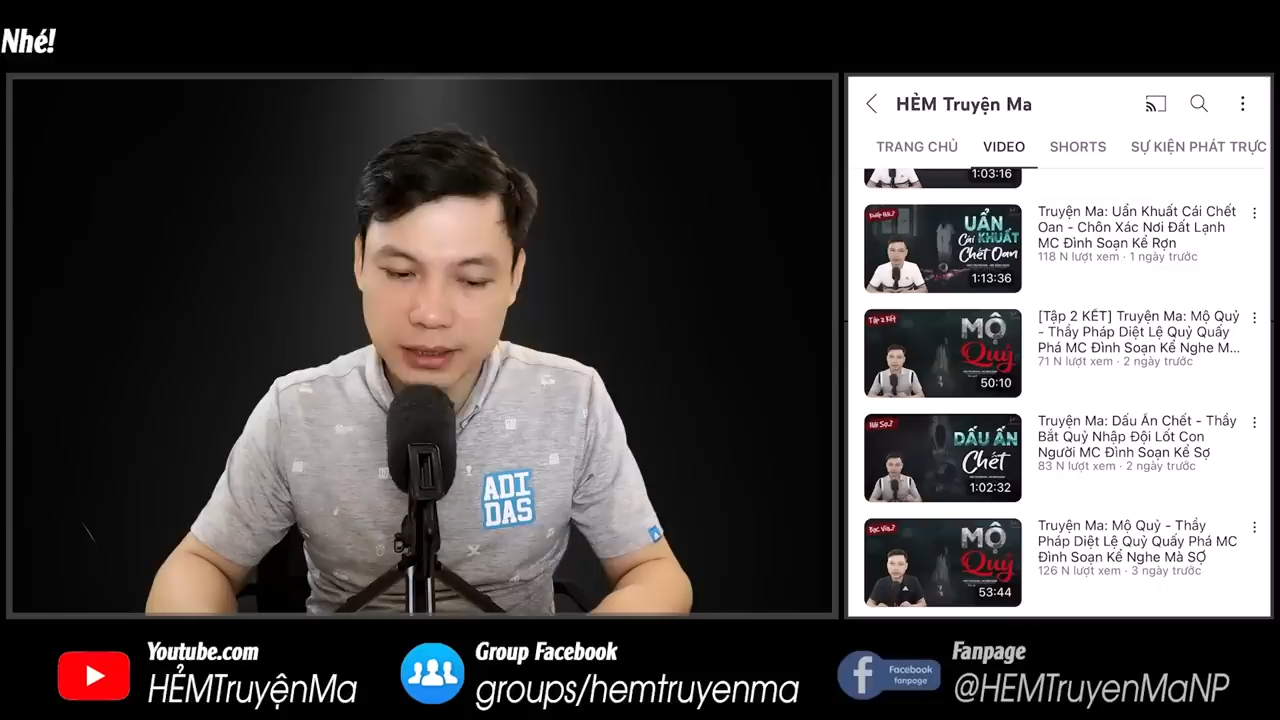 Nhé!
HẺM Truyện Ma
TRANG CHỦ VIDEO SHORTS SỰ KIỆN PHÁT TRỰC
1:03:16
UẨN
Cái KHUẤT
Chết Oan
1:13:36
Truyện Ma: Uẩn Khuất Cái Chết
Oan - Chôn Xác Nơi Đất Lạnh
MC Đình Soạn Kể Rợn
118 N lượt xem · 1 ngày trước
Tập 2 Kết
MỘ
Quỷ
50:10
[Tập 2 KẾT] Truyện Ma: Mộ Quỷ
- Thầy Pháp Diệt Lệ Quỷ Quấy
Phá MC Đình Soạn Kể Nghe M...
71 N lượt xem · 2 ngày trước
DẤU ẤN
Chết
1:02:32
Truyện Ma: Dấu Ấn Chết - Thầy
Bắt Quỷ Nhập Đội Lốt Con
Người MC Đình Soạn Kể Sợ
83 N lượt xem · 2 ngày trước
MỘ
Quỷ
53:44
Truyện Ma: Mộ Quỷ - Thầy
Pháp Diệt Lệ Quỷ Quấy Phá MC
Đình Soạn Kể Nghe Mà SỢ
126 N lượt xem · 3 ngày trước
ADI
DAS
Youtube.com
HẺMTruyệnMa
Group Facebook
groups/hemtruyenma
Facebook
fanpage
Fanpage
@HEMTruyenMaNP